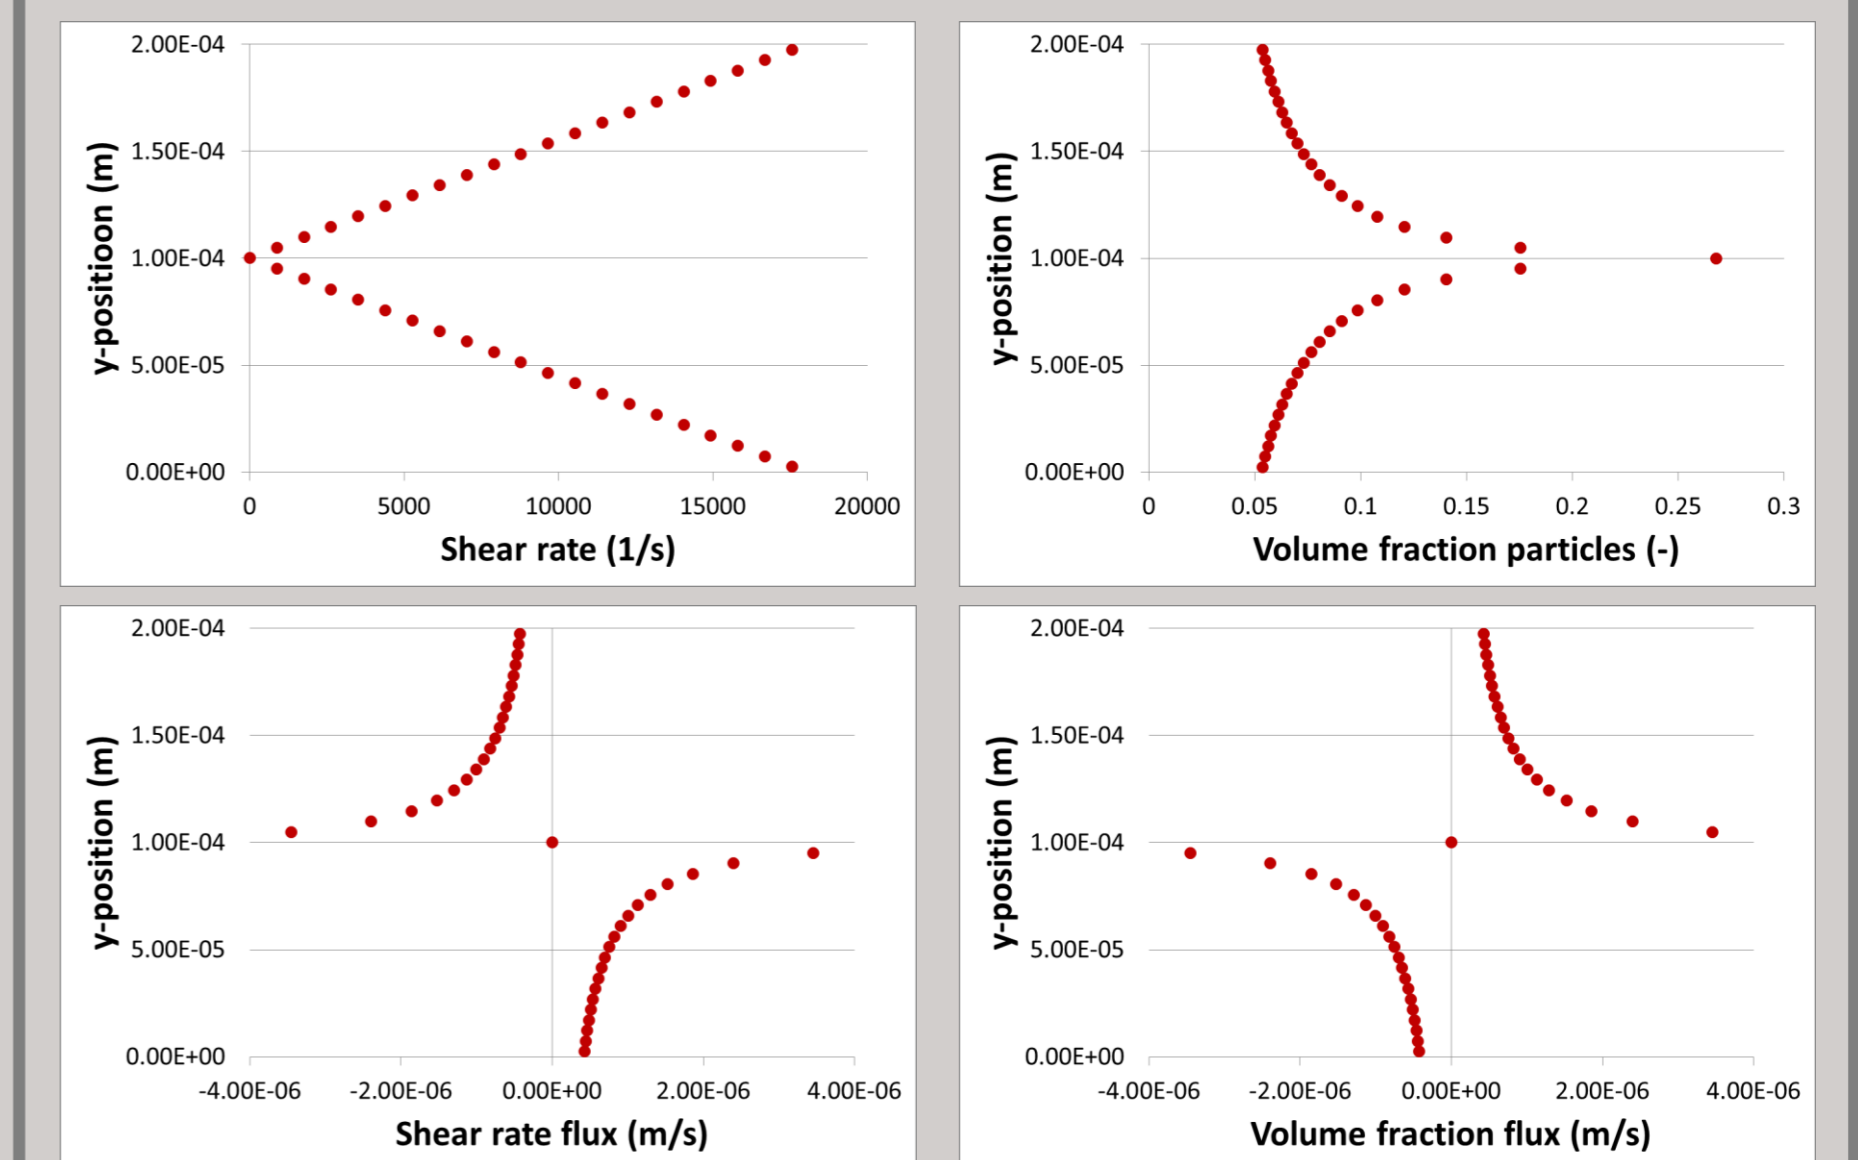 2.00E-04
1.50E-04
1.00E-04
5.00E-05
0.00E+00
0 5000 10000 15000 20000
y-positioon (m)
Shear rate (1/s)
2.00E-04
1.50E-04
1.00E-04
5.00E-05
0.00E+00
0 0.05 0.1 0.15 0.2 0.25 0.3
y-position (m)
Volume fraction particles (-)
2.00E-04
1.50E-04
1.00E-04
5.00E-05
0.00E+00
-4.00E-06 -2.00E-06 0.00E+00 2.00E-06 4.00E-06
y-position (m)
Shear rate flux (m/s)
2.00E-04
1.50E-04
1.00E-04
5.00E-05
0.00E+00
-4.00E-06 -2.00E-06 0.00E+00 2.00E-06 4.00E-06
y-position (m)
Volume fraction flux (m/s)